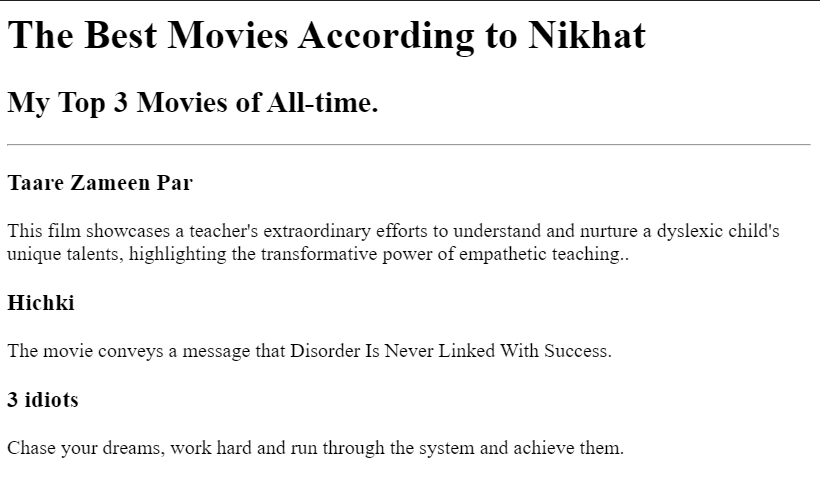 The Best Movies According to Nikhat
My Top 3 Movies of All-time.
Taare Zameen Par
This film showcases a teacher's extraordinary efforts to understand and nurture a dyslexic child's
unique talents, highlighting the transformative power of empathetic teaching..
Hichki
The movie conveys a message that Disorder Is Never Linked With Success.
3 idiots
Chase your dreams, work hard and run through the system and achieve them.